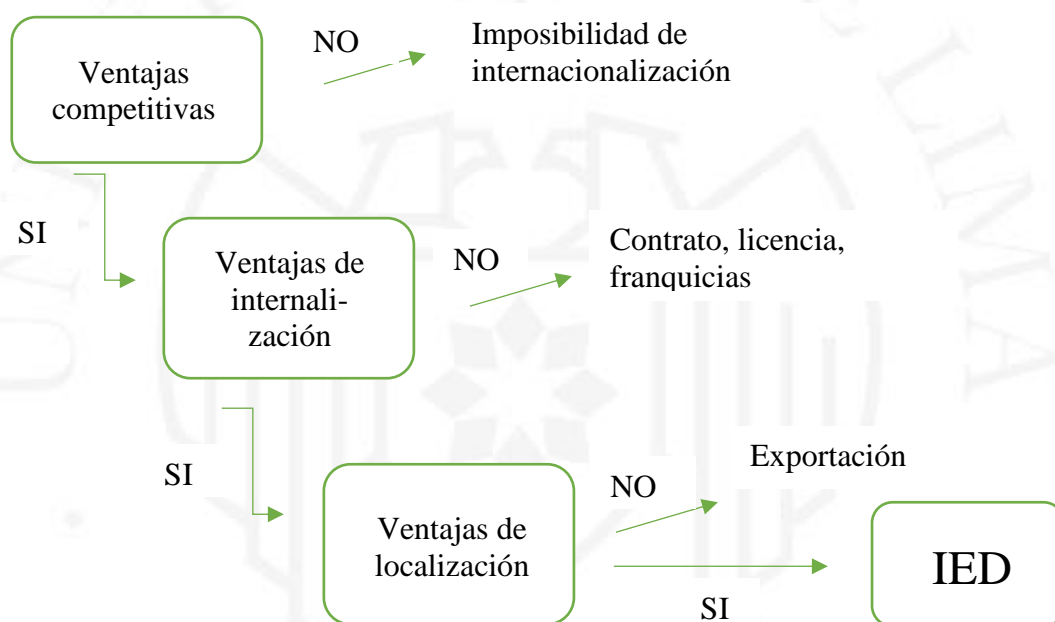 NO
Imposibilidad de
internacionalización
Ventajas
competitivas
SI
Ventajas de
internali-
zación
NO
Contrato, licencia,
franquicias
SI
Ventajas de
localización
NO
Exportación
SI
IED
LIMA